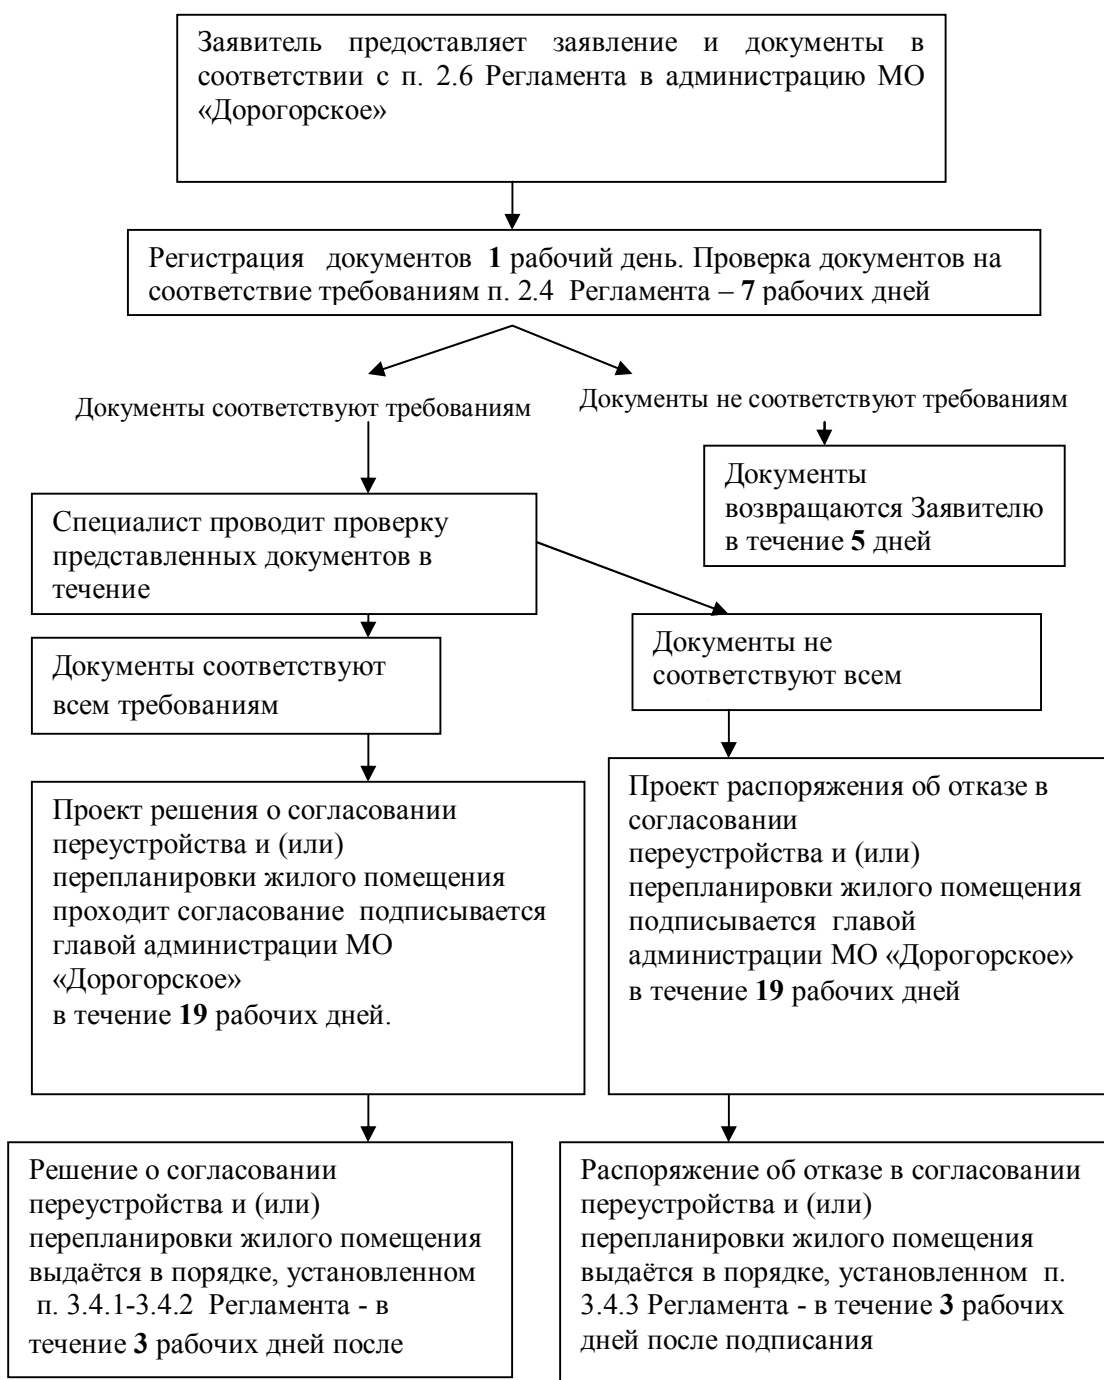 Заявитель предоставляет заявление и документы в
соответствии с п. 2.6 Регламента в администрацию МО
«Дорогорское»
Регистрация документов 1 рабочий день. Проверка документов на
соответствие требованиям п. 2.4 Регламента – 7 рабочих дней
Документы соответствуют требованиям
Документы не соответствуют требованиям
Документы
возвращаются Заявителю
в течение 5 дней
Специалист проводит проверку
представленных документов в
течение
Документы соответствуют
всем требованиям
Документы не
соответствуют всем
Проект решения о согласовании
переустройства и (или)
перепланировки жилого помещения
проходит согласование подписывается
главой администрации МО
«Дорогорское»
в течение 19 рабочих дней.
Проект распоряжения об отказе в
согласовании
переустройства и (или)
перепланировки жилого помещения
подписывается главой
администрации МО «Дорогорское»
в течение 19 рабочих дней
Решение о согласовании
переустройства и (или)
перепланировки жилого помещения
выдаётся в порядке, установленном
п. 3.4.1-3.4.2 Регламента - в
течение 3 рабочих дней после
Распоряжение об отказе в согласовании
переустройства и (или)
перепланировки жилого помещения
выдаётся в порядке, установленном п.
3.4.3 Регламента - в течение 3 рабочих
дней после подписания